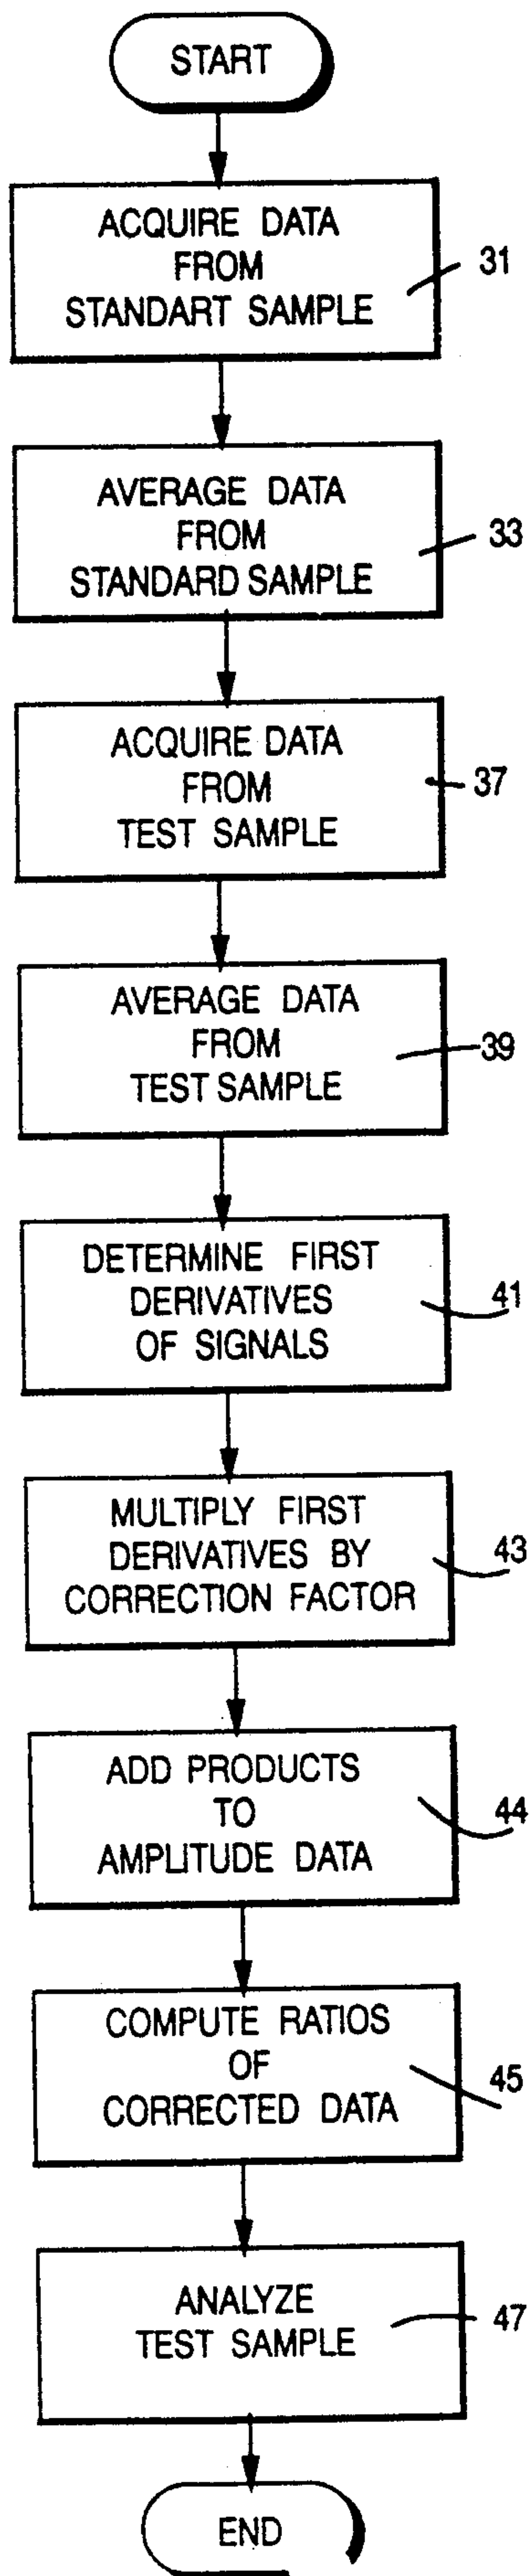 START
ACQUIRE DATA
FROM
STANDART SAMPLE
31
AVERAGE DATA
FROM
STANDARD SAMPLE
33
ACQUIRE DATA
FROM
TEST SAMPLE
37
AVERAGE DATA
FROM
TEST SAMPLE
39
DETERMINE FIRST
DERIVATIVES
OF SIGNALS
41
MULTIPLY FIRST
DERIVATIVES BY
CORRECTION FACTOR
43
ADD PRODUCTS
TO
AMPLITUDE DATA
44
COMPUTE RATIOS
OF
CORRECTED DATA
45
ANALYZE
TEST SAMPLE
47
END